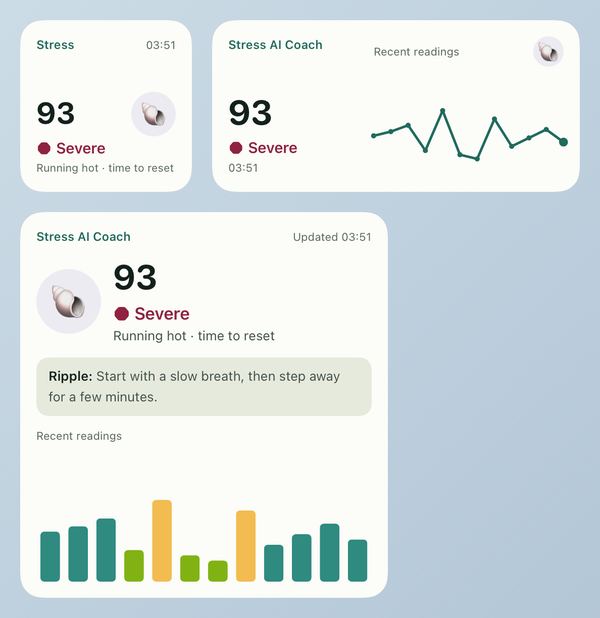 Stress 03:51
93
Severe
Running hot · time to reset
Stress AI Coach
Recent readings
93
Severe
03:51
Stress AI Coach
Updated 03:51
93
Severe
Running hot · time to reset
Ripple: Start with a slow breath, then step away
for a few minutes.
Recent readings